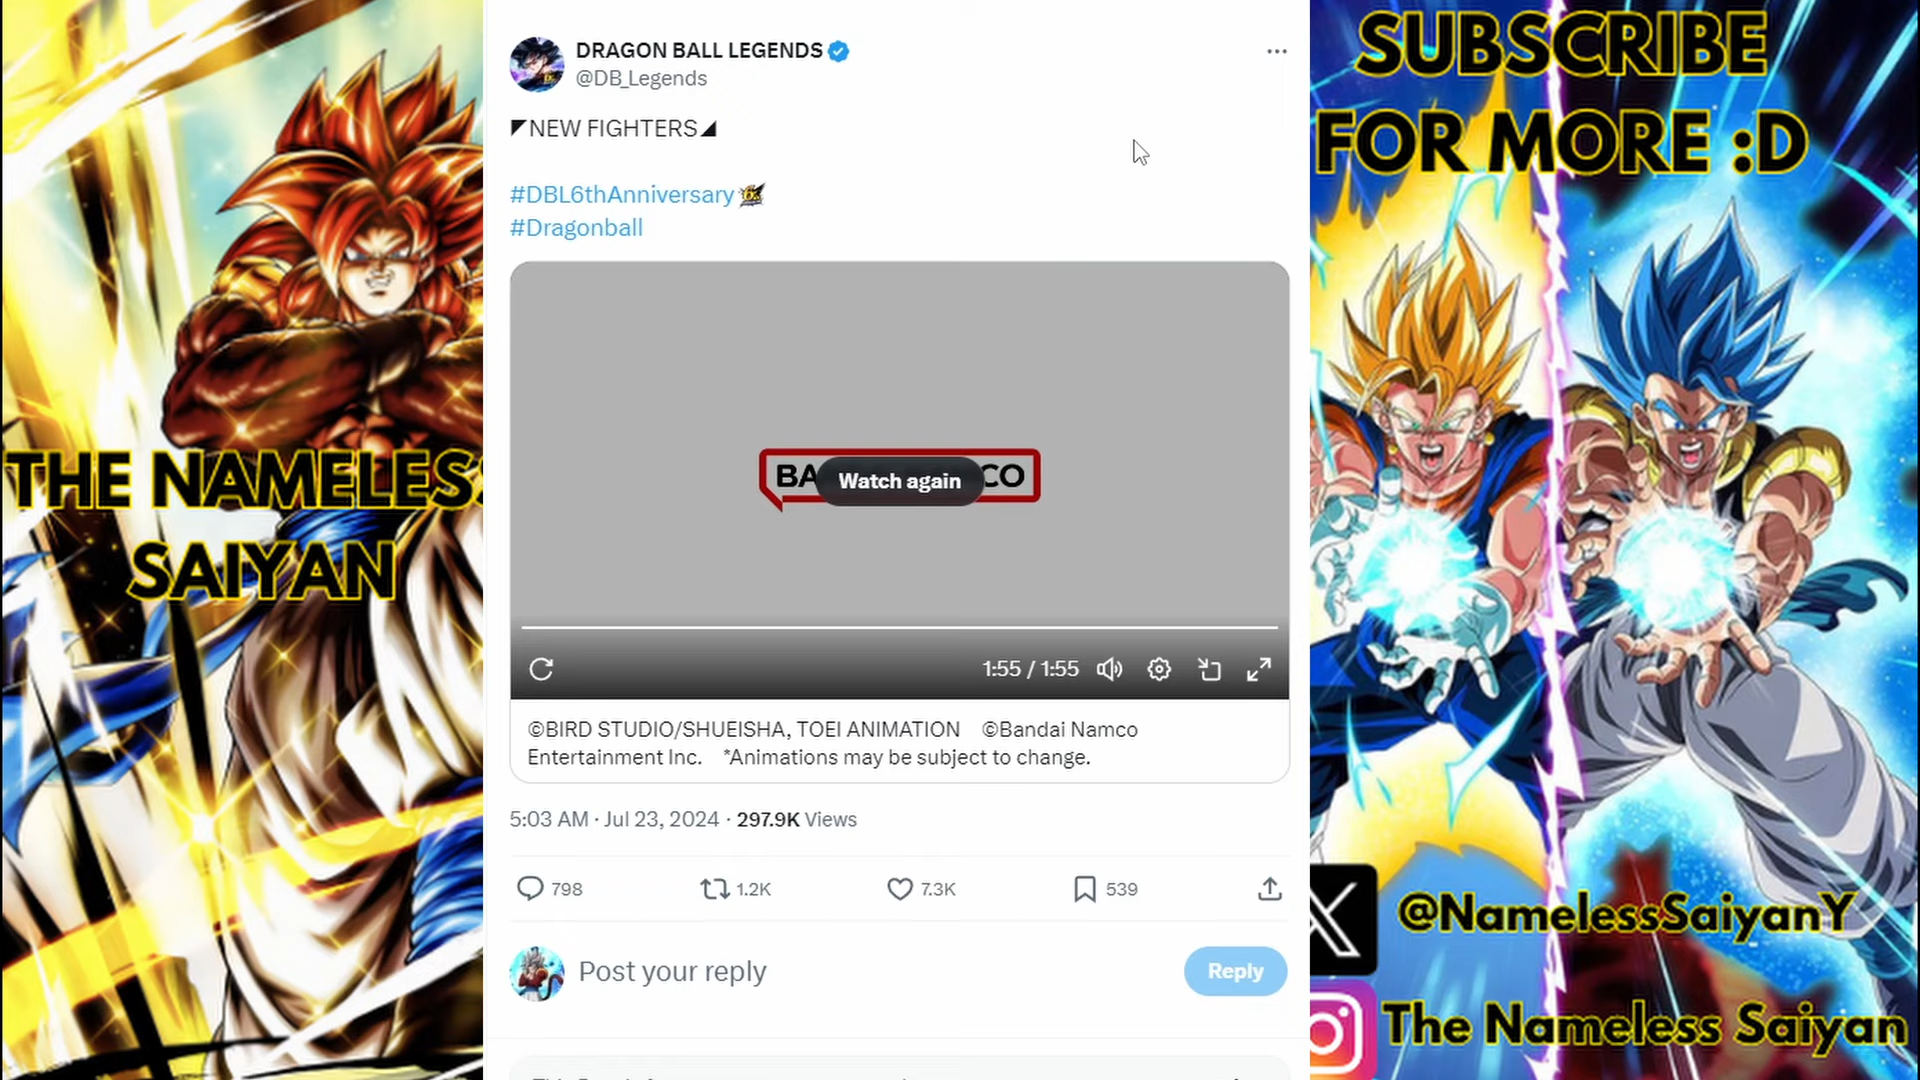 DRAGON BALL LEGENDS
@DB_Legends
◤NEW FIGHTERS◢
#DBL6thAnniversary
#Dragonball
Watch again
1:55 / 1:55
©BIRD STUDIO/SHUEISHA, TOEI ANIMATION ©Bandai Namco
Entertainment Inc. *Animations may be subject to change.
5:03 AM · Jul 23, 2024 · 297.9K Views
798
1.2K
7.3K
539
Post your reply
Reply
THE NAMELESS
SAIYAN
SUBSCRIBE
FOR MORE :D
@NamelessSaiyanY
The Nameless Saiyan